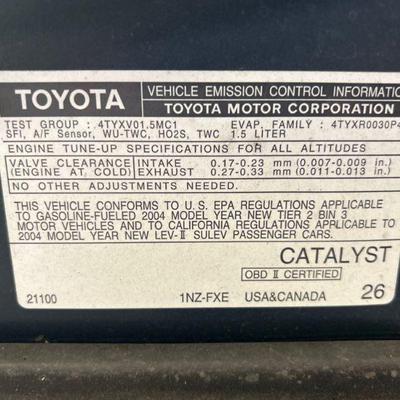 TOYOTA
VEHICLE EMISSION CONTROL INFORMATI
TOYOTA MOTOR CORPORATION
TEST GROUP : 4TYXV01.5MC1 EVAP. FAMILY : 4TYXR0030P4
SFI, A/F Sensor, WU-TWC, HO2S, TWC 1.5 LITER
ENGINE TUNE-UP SPECIFICATIONS FOR ALL ALTITUDES
VALVE CLEARANCE INTAKE 0.17-0.23 mm (0.007-0.009 in.)
(ENGINE AT COLD) EXHAUST 0.27-0.33 mm (0.011-0.013 in.)
NO OTHER ADJUSTMENTS NEEDED.
THIS VEHICLE CONFORMS TO U.S. EPA REGULATIONS
APPLICABLE
TO GASOLINE-FUELED 2004 MODEL YEAR NEW TIER 2 BIN 3
MOTOR VEHICLES AND TO CALIFORNIA REGULATIONS APPLICABLE TO
2004 MODEL YEAR NEW LEV-II SULEV PASSENGER CARS.
CATALYST
OBD II CERTIFIED
21100 1NZ-FXE USA&CANADA 26